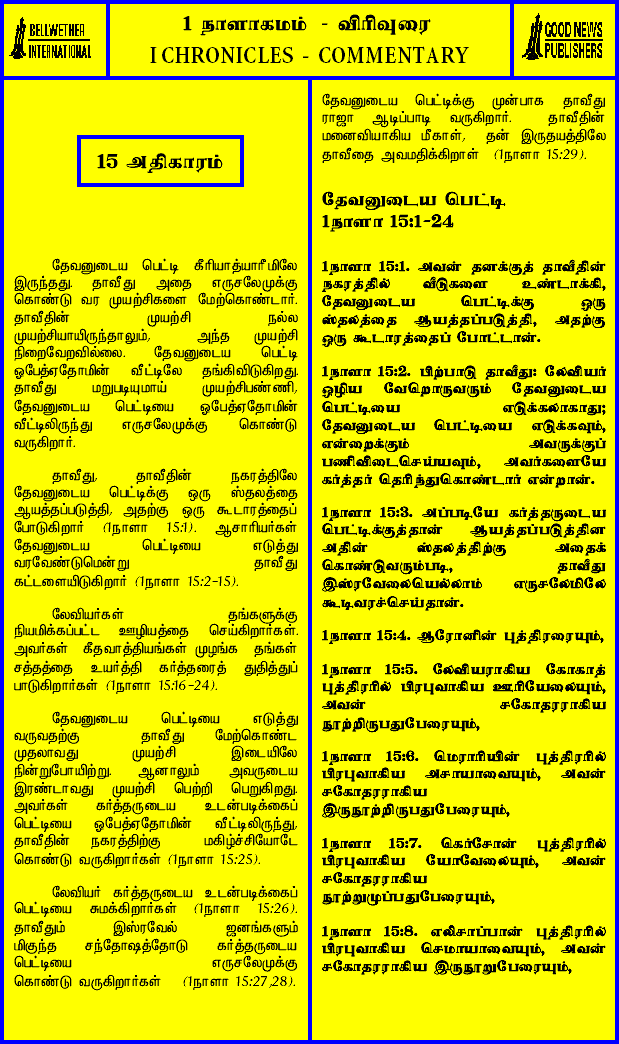 BELLWETHER
INTERNATIONAL
1 நாளாகமம் - விரிவுரை
I CHRONICLES - COMMENTARY
GOOD NEWS
PUBLISHERS
15 அதிகாரம்
தேவனுடைய பெட்டி கீரியாத்யாரீமிலே
இருந்தது. தாவீது அதை எருசலேமுக்கு
கொண்டு வர முயற்சிகளை மேற்கொண்டார்.
தாவீதின் முயற்சி நல்ல
முயற்சியாயிருந்தாலும், அந்த முயற்சி
நிறைவேறவில்லை. தேவனுடைய பெட்டி
ஓபேத்ஏதோமின் வீட்டிலே தங்கிவிடுகிறது.
தாவீது மறுபடியுமாய் முயற்சிபண்ணி,
தேவனுடைய பெட்டியை ஓபேத்ஏதோமின்
வீட்டிலிருந்து எருசலேமுக்கு கொண்டு
வருகிறார்.
தாவீது, தாவீதின் நகரத்திலே
தேவனுடைய பெட்டிக்கு ஒரு ஸ்தலத்தை
ஆயத்தப்படுத்தி, அதற்கு ஒரு கூடாரத்தைப்
போடுகிறார் (1நாளா 15:1). ஆசாரியர்கள்
தேவனுடைய பெட்டியை எடுத்து
வரவேண்டுமென்று தாவீது
கட்டளையிடுகிறார் (1நாளா 15:2-15).
லேவியர்கள் தங்களுக்கு
நியமிக்கப்பட்ட ஊழியத்தை செய்கிறார்கள்.
அவர்கள் கீதவாத்தியங்கள் முழங்க தங்கள்
சத்தத்தை உயர்த்தி கர்த்தரைத் துதித்துப்
பாடுகிறார்கள் (1நாளா 15:16-24).
தேவனுடைய பெட்டியை எடுத்து
வருவதற்கு தாவீது மேற்கொண்ட
முதலாவது முயற்சி இடையிலே
நின்றுபோயிற்று. ஆனாலும் அவருடைய
இரண்டாவது முயற்சி பெற்றி பெறுகிறது.
அவர்கள் கர்த்தருடைய உடன்படிக்கைப்
பெட்டியை ஓபேத்ஏதோமின் வீட்டிலிருந்து,
தாவீதின் நகரத்திற்கு மகிழ்ச்சியோடே
கொண்டு வருகிறார்கள் (1நாளா 15:25).
லேவியர் கர்த்தருடைய உடன்படிக்கைப்
பெட்டியை சுமக்கிறார்கள் (1நாளா 15:26).
தாவீதும் இஸ்ரவேல் ஜனங்களும்
மிகுந்த சந்தோஷத்தோடு கர்த்தருடைய
பெட்டியை எருசலேமுக்கு
கொண்டு வருகிறார்கள் (1நாளா 15:27,28).
தேவனுடைய பெட்டிக்கு முன்பாக தாவீது
ராஜா ஆடிப்பாடி வருகிறார். தாவீதின்
மனைவியாகிய மீகாள், தன் இருதயத்திலே
தாவீதை அவமதிக்கிறாள் (1நாளா 15:29).
தேவனுடைய பெட்டி
1நாளா 15:1-24
1நாளா 15:1. அவன் தனக்குத் தாவீதின்
நகரத்தில் வீடுகளை உண்டாக்கி,
தேவனுடைய பெட்டிக்கு ஒரு
ஸ்தலத்தை ஆயத்தப்படுத்தி, அதற்கு
ஒரு கூடாரத்தைப் போட்டான்.
1நாளா 15:2. பிற்பாடு தாவீது: லேவியர்
ஒழிய வேறொருவரும் தேவனுடைய
பெட்டியை எடுக்கலாகாது;
தேவனுடைய பெட்டியை எடுக்கவும்,
என்றைக்கும் அவருக்குப்
பணிவிடைசெய்யவும், அவர்களையே
கர்த்தர் தெரிந்துகொண்டார் என்றான்.
1நாளா 15:3. அப்படியே கர்த்தருடைய
பெட்டிக்குத்தான் ஆயத்தப்படுத்தின
அதின் ஸ்தலத்திற்கு அதைக்
கொண்டுவரும்படி, தாவீது
இஸ்ரவேலையெல்லாம் எருசலேமிலே
கூடிவரச்செய்தான்.
1நாளா 15:4. ஆரோனின் புத்திரரையும்,
1நாளா 15:5. லேவியராகிய கோகாத்
புத்திரரில் பிரபுவாகிய ஊரியேலையும்,
அவன் சகோதரராகிய
நூற்றிருபதுபேரையும்,
1நாளா 15:6. மெராரியின் புத்திரரில்
பிரபுவாகிய அசாயாவையும், அவன்
சகோதரராகிய
இருநூற்றிருபதுபேரையும்,
1நாளா 15:7. கெர்சோன் புத்திரரில்
பிரபுவாகிய யோவேலையும், அவன்
சகோதரராகிய
நூற்றுமுப்பதுபேரையும்,
1நாளா 15:8. எலிசாப்பான் புத்திரரில்
பிரபுவாகிய செமாயாவையும், அவன்
சகோதரராகிய இருநூறுபேரையும்,